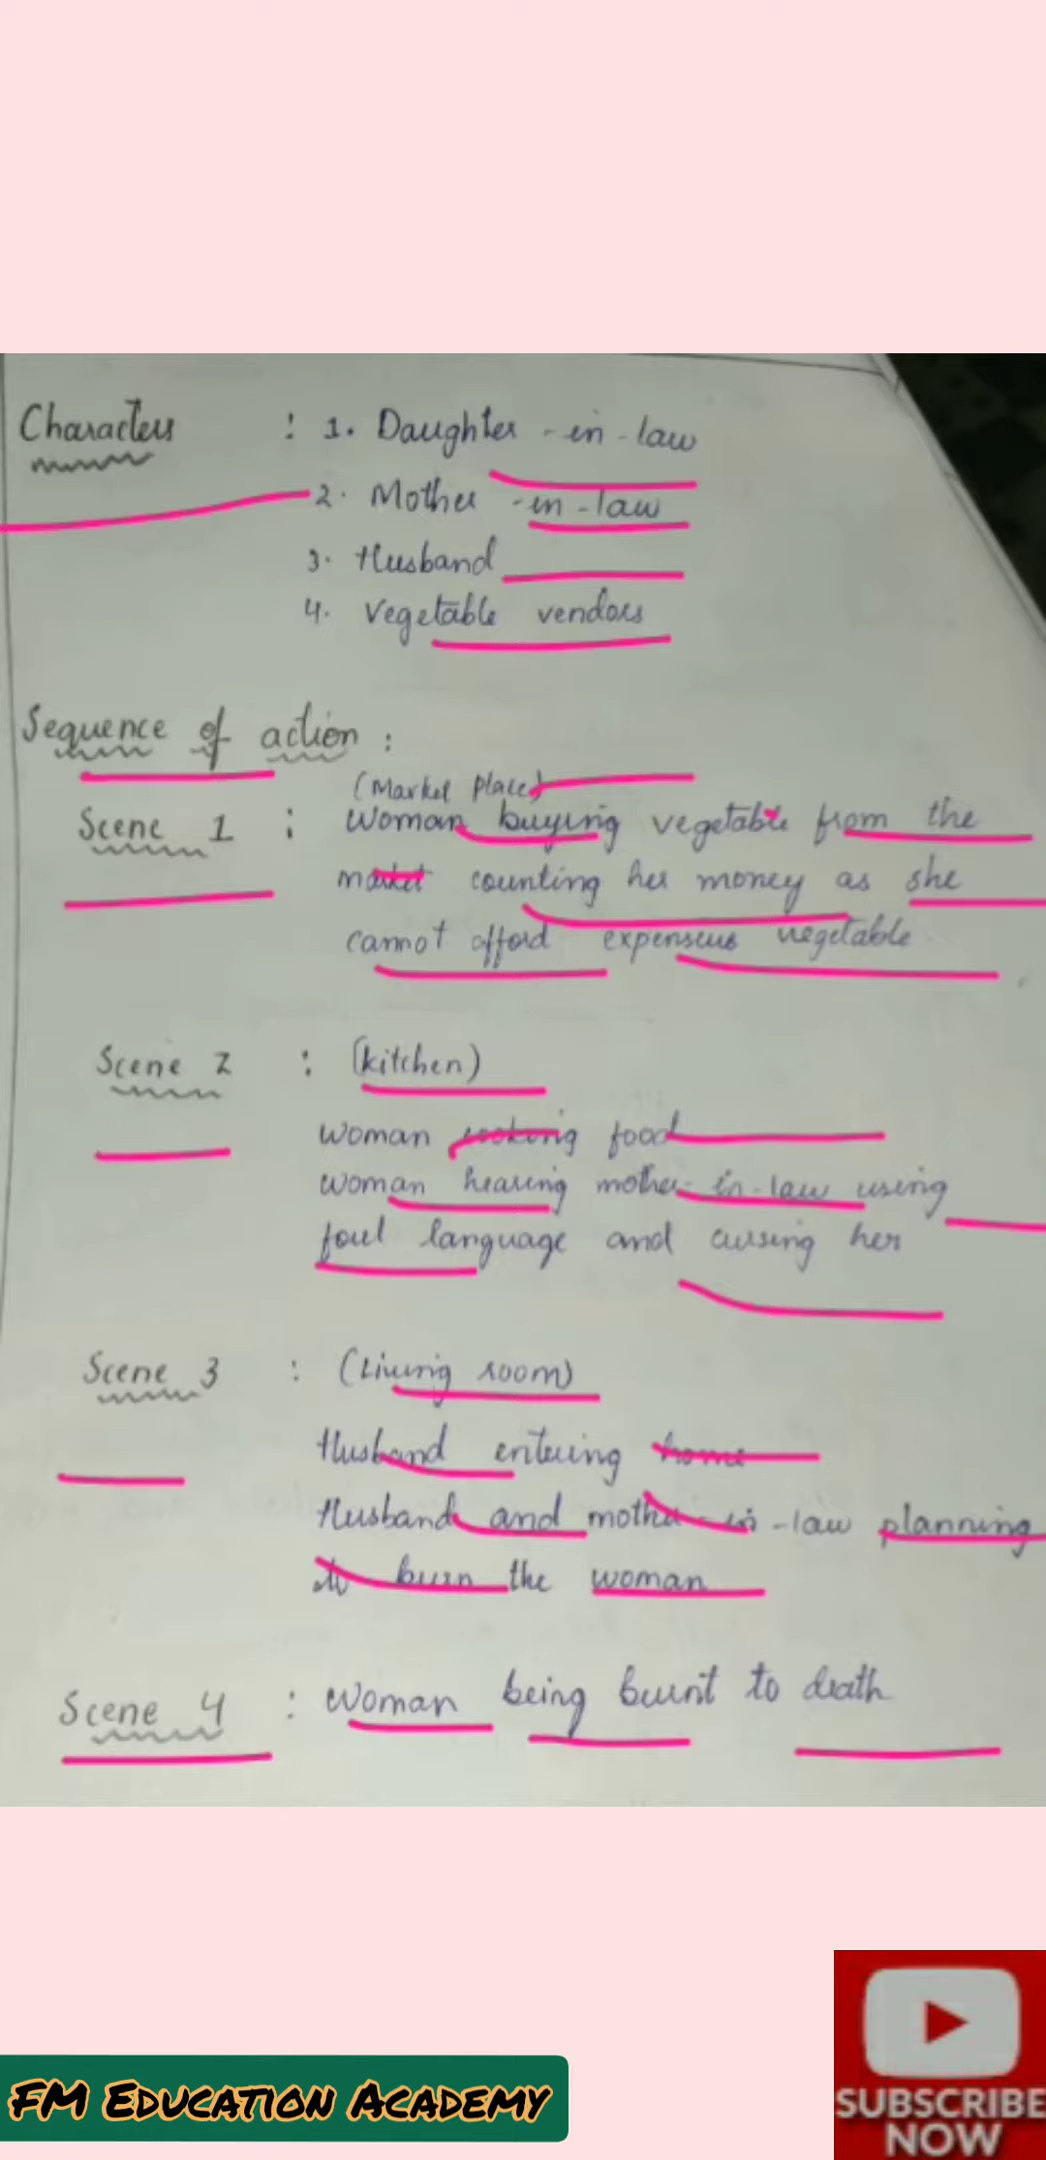 Characters : 1. Daughter-in-law
2. Mother-in-law
3. Husband
4. Vegetable vendors
Sequence of action :
(Market place)
Scene 1 : Woman buying vegetable from the
market counting her money as she
cannot afford expensive vegetable.
Scene 2 : (kitchen)
woman cooking food
woman hearing mother-in-law using
foul language and cursing her
Scene 3 : (Living room)
Husband entering home
Husband and mother-in-law planning
to burn the woman
Scene 4 : Woman being burnt to death
FM Education Academy
SUBSCRIBE
NOW